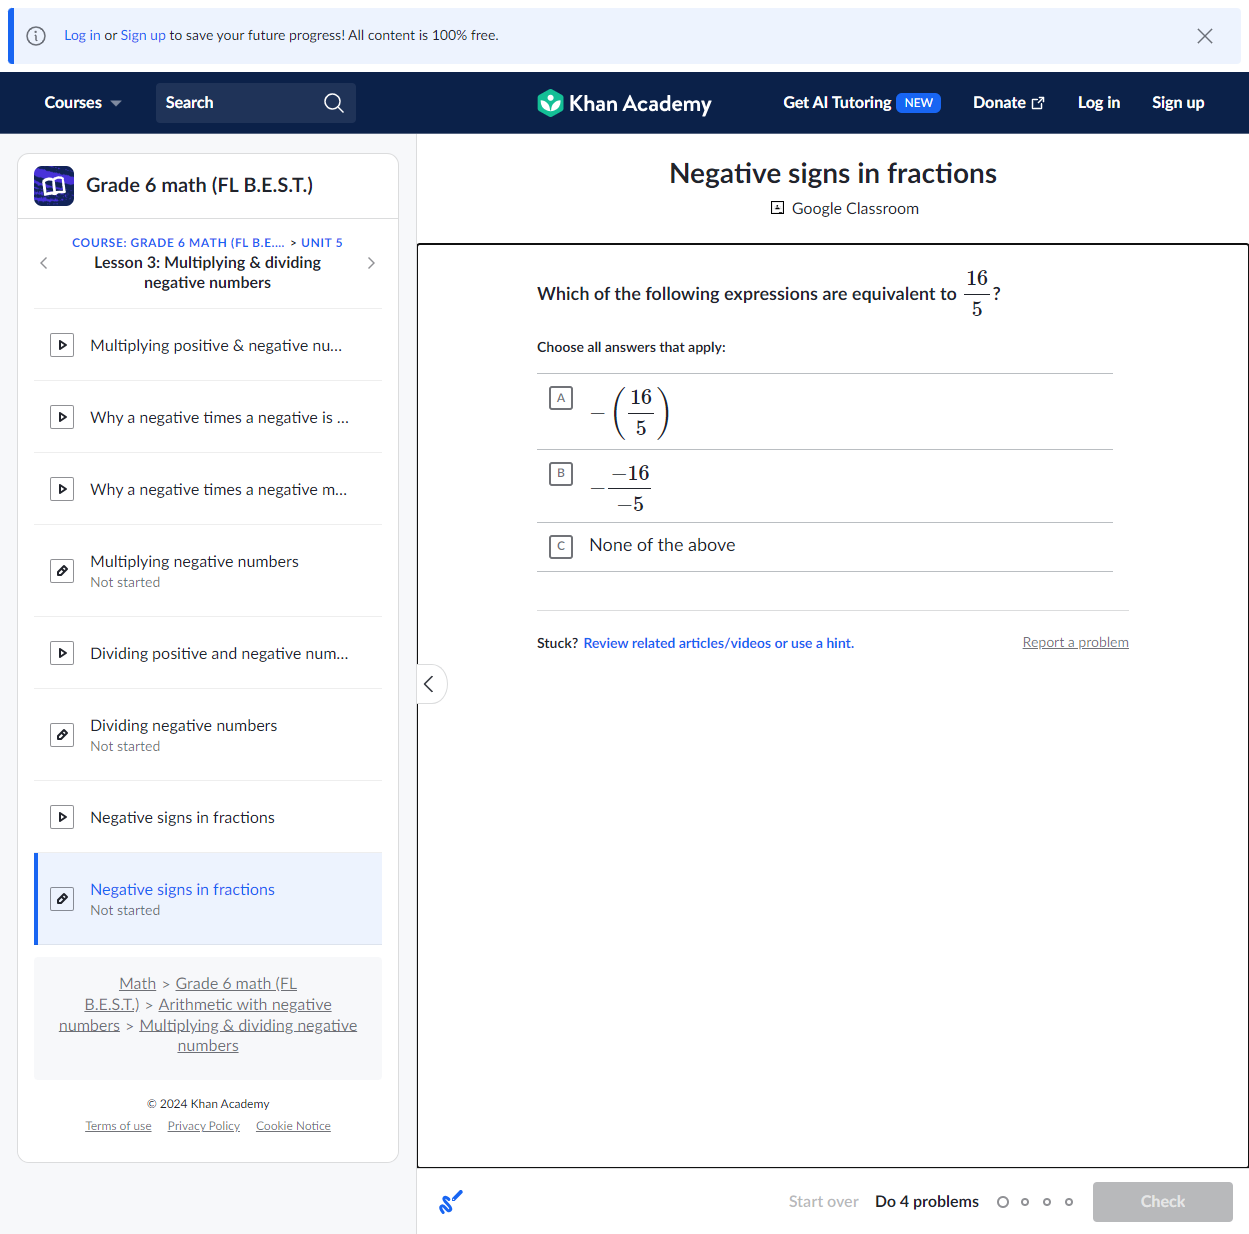 Log in or Sign up to save your future progress! All content is 100% free.
Courses
Search
Khan Academy
Get AI Tutoring NEW
Donate
Log in
Sign up
Grade 6 math (FL B.E.S.T.)
COURSE: GRADE 6 MATH (FL B.E.... > UNIT 5
Lesson 3: Multiplying & dividing
negative numbers
Multiplying positive & negative nu...
Why a negative times a negative is ...
Why a negative times a negative m...
Multiplying negative numbers
Not started
Dividing positive and negative num...
Dividing negative numbers
Not started
Negative signs in fractions
Negative signs in fractions
Not started
Math > Grade 6 math (FL
B.E.S.T.) > Arithmetic with negative
numbers > Multiplying & dividing negative
numbers
© 2024 Khan Academy
Terms of use Privacy Policy Cookie Notice
Negative signs in fractions
Google Classroom
Which of the following expressions are equivalent to 16/5?
Choose all answers that apply:
A −(16/5)
B −−16/−5
C None of the above
Stuck? Review related articles/videos or use a hint.
Report a problem
Start over
Do 4 problems
Check